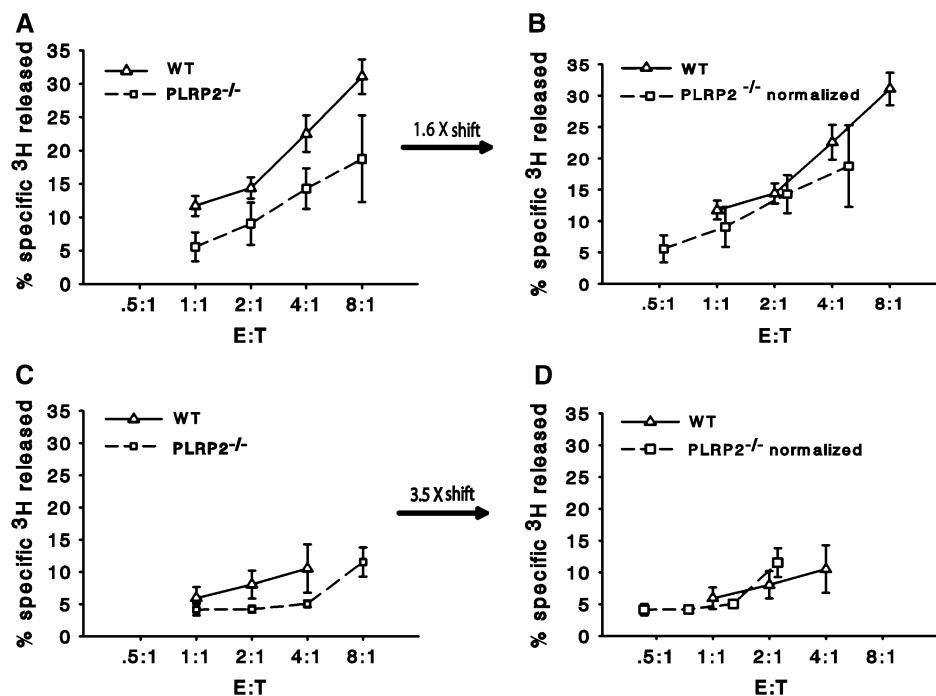 A
% specific ³H released
35
30
25
20
15
10
5
0
WT
PLRP2-/-
.5:1 1:1 2:1 4:1 8:1
E:T
1.6 X shift
B
% specific ³H released
35
30
25
20
15
10
5
0
WT
PLRP2 -/- normalized
.5:1 1:1 2:1 4:1 8:1
E:T
C
% specific ³H released
35
30
25
20
15
10
5
0
WT
PLRP2-/-
.5:1 1:1 2:1 4:1 8:1
E:T
3.5 X shift
D
% specific ³H released
35
30
25
20
15
10
5
0
WT
PLRP2-/- normalized
.5:1 1:1 2:1 4:1 8:1
E:T